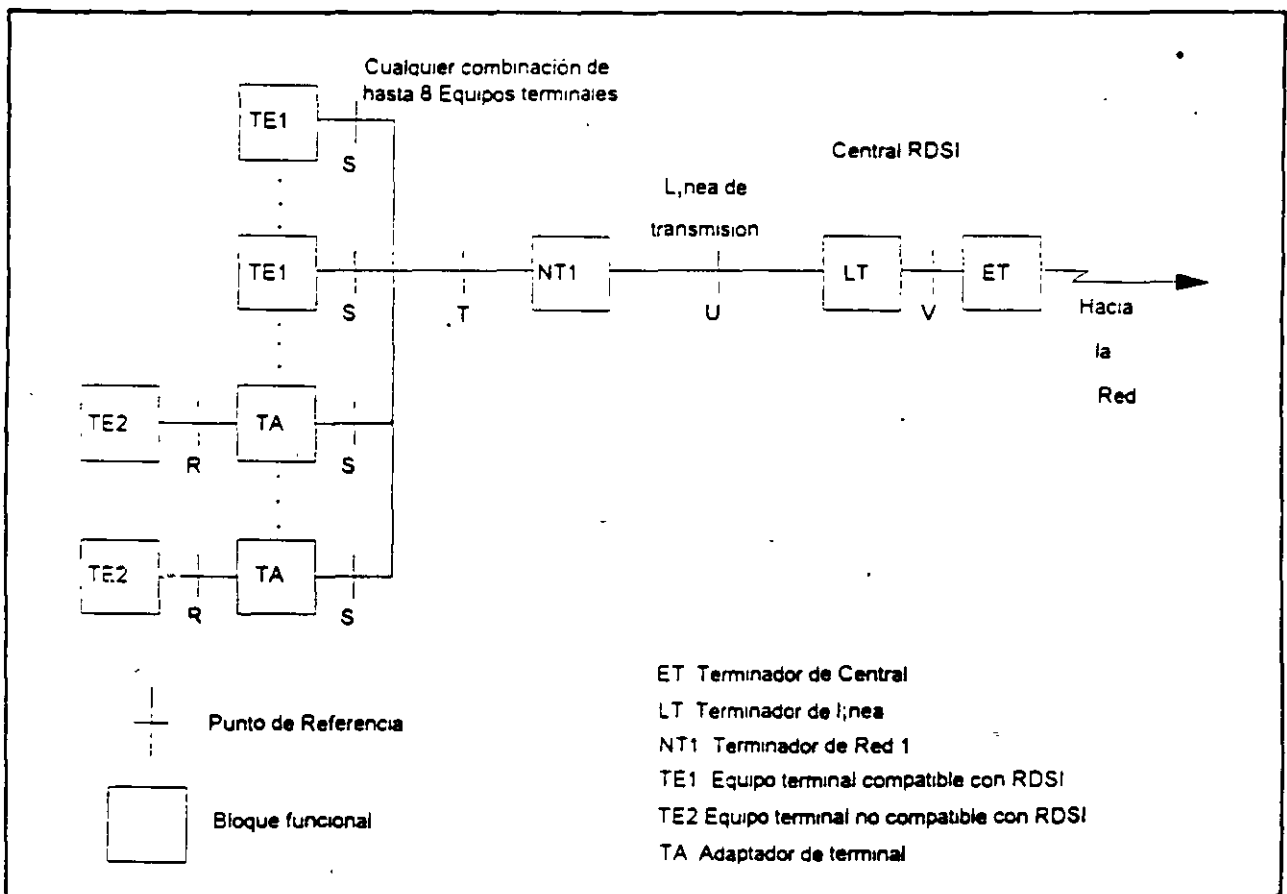 Cualquier combinación de
hasta 8 Equipos terminales
TE1
S
Central RDSI
L,nea de
transmision
TE1
S
T
NT1
U
LT
V
ET
Hacia
la
Red
TE2
R
TA
S
TE2
R
TA
S
Punto de Referencia
Bloque funcional
ET Terminador de Central
LT Terminador de l;nea
NT1 Terminador de Red 1
TE1 Equipo terminal compatible con RDSI
TE2 Equipo terminal no compatible con RDSI
TA Adaptador de terminal